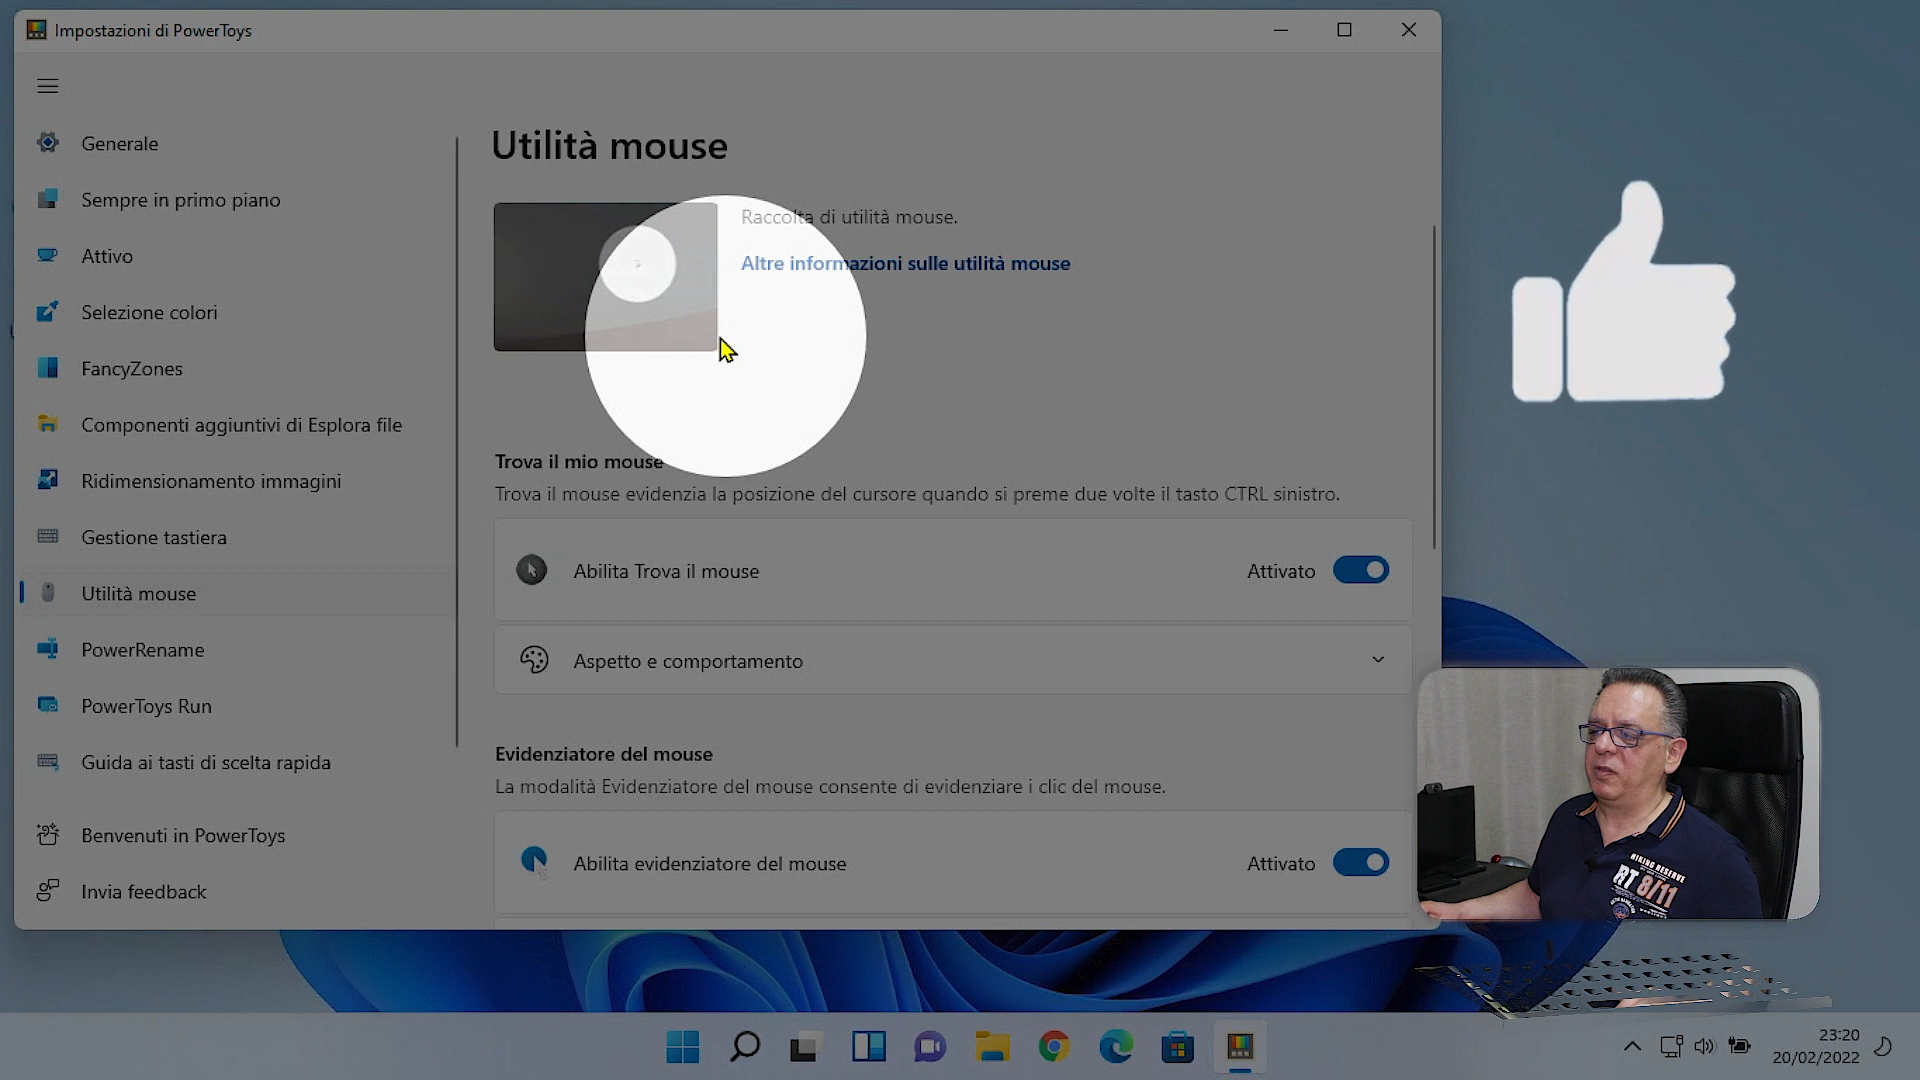 Impostazioni di PowerToys
Generale
Sempre in primo piano
Attivo
Selezione colori
FancyZones
Componenti aggiuntivi di Esplora file
Ridimensionamento immagini
Gestione tastiera
Utilità mouse
PowerRename
PowerToys Run
Guida ai tasti di scelta rapida
Benvenuti in PowerToys
Invia feedback
Utilità mouse
Raccolta di utilità mouse.
Altre informazioni sulle utilità mouse
Trova il mio mouse
Trova il mouse evidenzia la posizione del cursore quando si preme due volte il tasto CTRL sinistro.
Abilita Trova il mouse
Attivato
Aspetto e comportamento
Evidenziatore del mouse
La modalità Evidenziatore del mouse consente di evidenziare i clic del mouse.
Abilita evidenziatore del mouse
Attivato
RT 8/11
23:20
20/02/2022